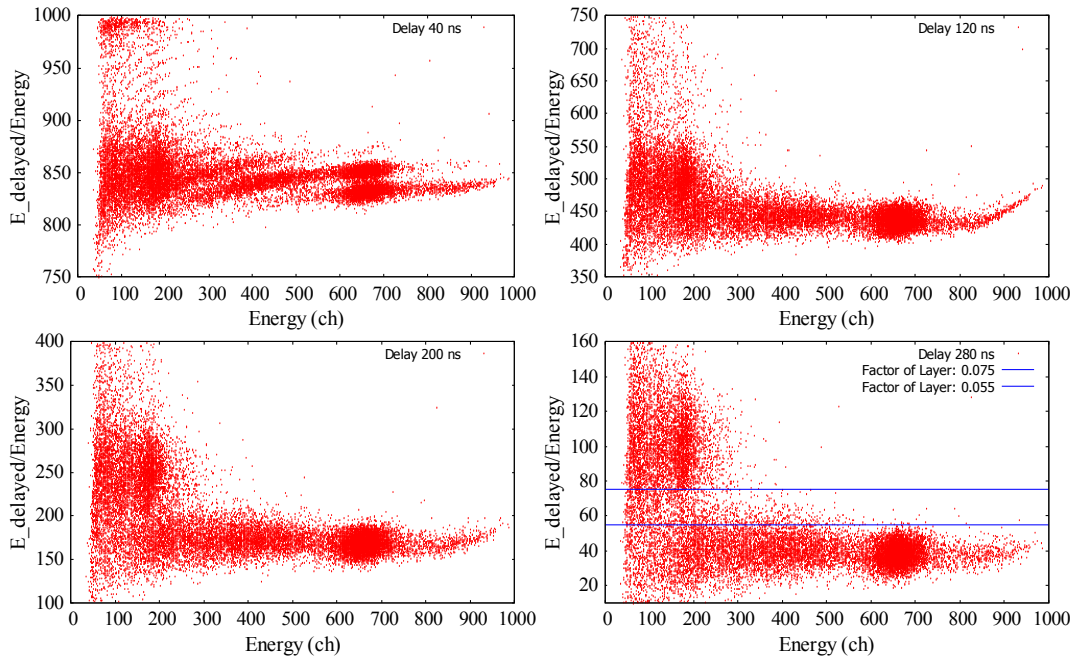 Delay 40 ns
E_delayed/Energy
1000
950
900
850
800
750
0 100 200 300 400 500 600 700 800 900 1000
Energy (ch)
Delay 120 ns
E_delayed/Energy
750
700
650
600
550
500
450
400
350
0 100 200 300 400 500 600 700 800 900 1000
Energy (ch)
Delay 200 ns
E_delayed/Energy
400
350
300
250
200
150
100
0 100 200 300 400 500 600 700 800 900 1000
Energy (ch)
Delay 280 ns
Factor of Layer: 0.075
Factor of Layer: 0.055
E_delayed/Energy
160
140
120
100
80
60
40
20
0 100 200 300 400 500 600 700 800 900 1000
Energy (ch)